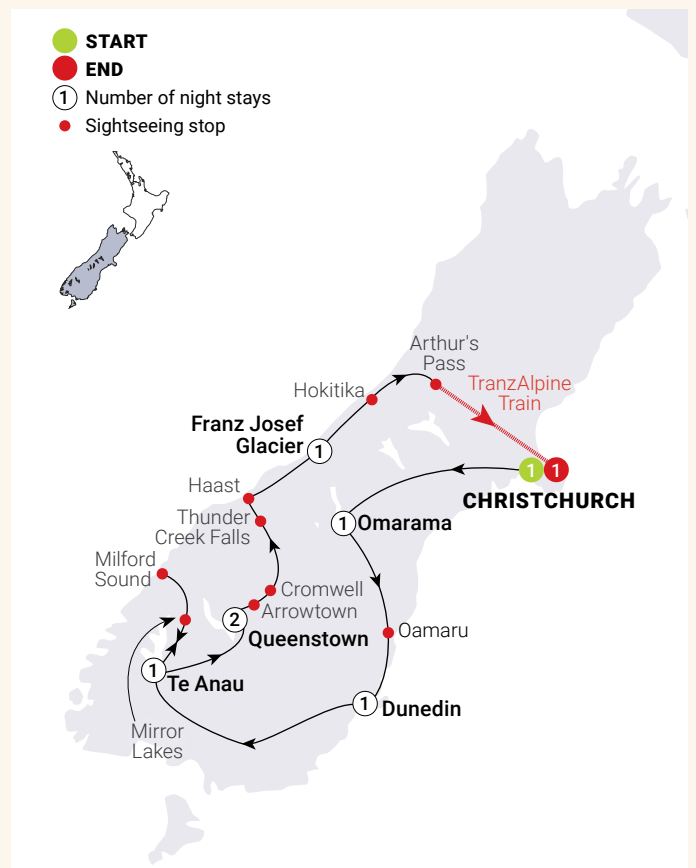 START
END
1 Number of night stays
Sightseeing stop
Arthur's
Pass
TranzAlpine
Train
Hokitika
Franz Josef
Glacier
1
1
1
CHRISTCHURCH
Haast
Thunder
Creek Falls
1
Omarama
Milford
Sound
Cromwell
Arrowtown
2
Queenstown
Oamaru
1
Te Anau
1
Dunedin
Mirror
Lakes